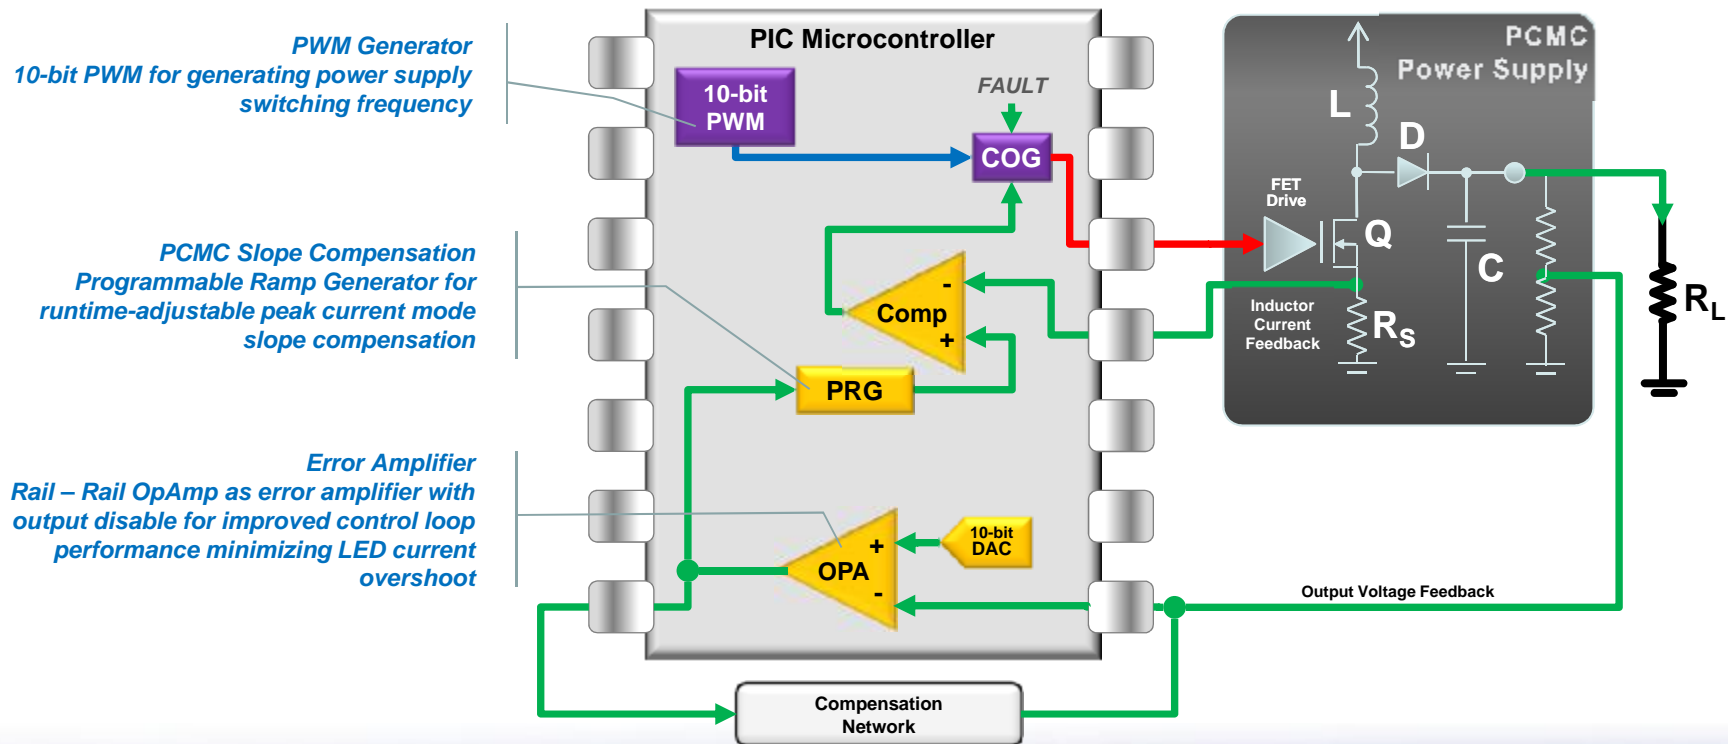 PWM Generator
10-bit PWM for generating power supply
switching frequency
PCMC Slope Compensation
Programmable Ramp Generator for
runtime-adjustable peak current mode
slope compensation
Error Amplifier
Rail – Rail OpAmp as error amplifier with
output disable for improved control loop
performance minimizing LED current
overshoot
PIC Microcontroller
10-bit
PWM
FAULT
COG
-
Comp
+
PRG
+
OPA
-
10-bit
DAC
Compensation
Network
PCMC
Power Supply
L
D
FET
Drive
Q
C
Inductor
Current
Feedback
RS
RL
Output Voltage Feedback